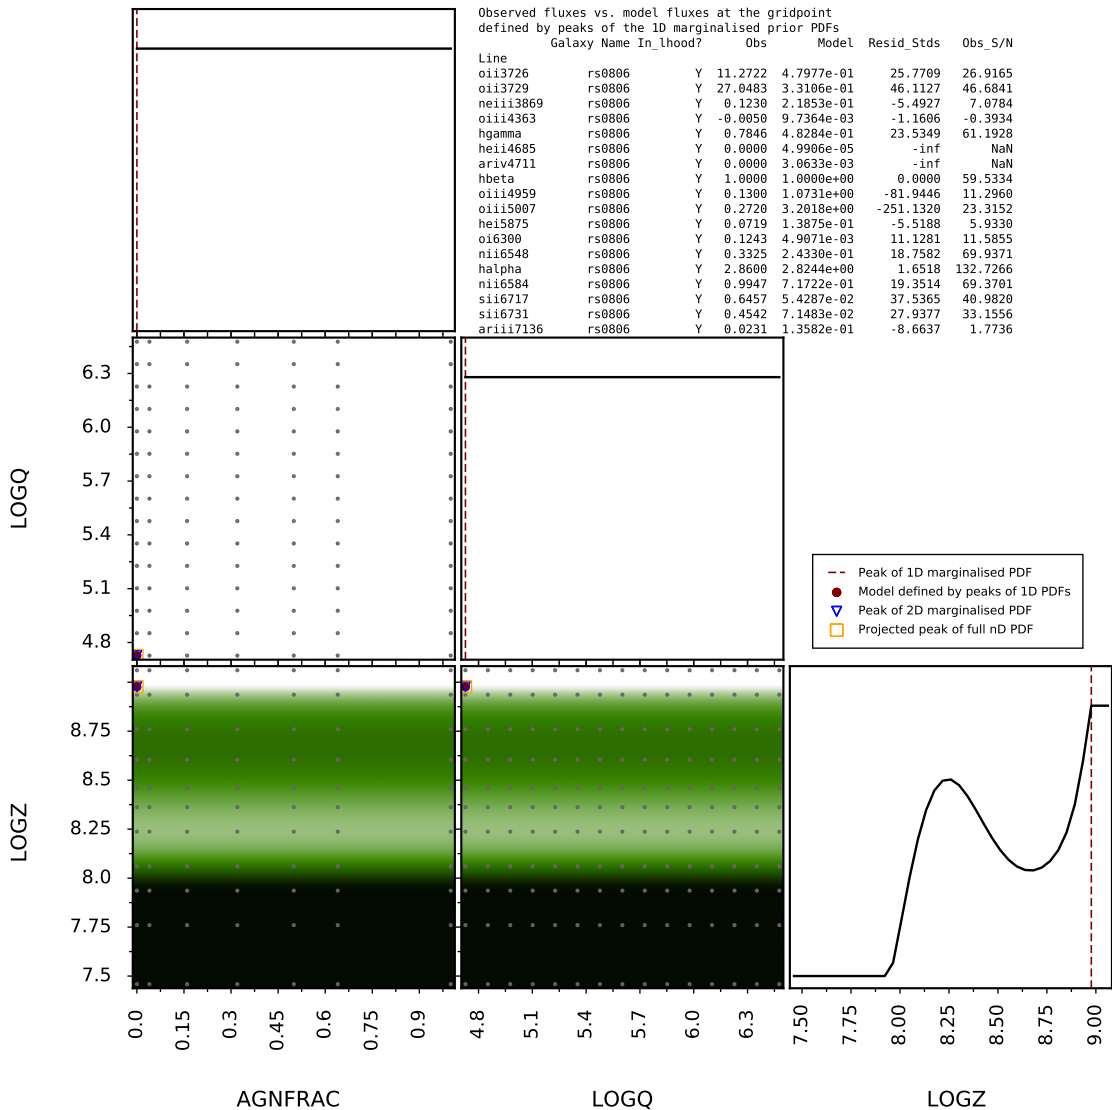 Observed fluxes vs. model fluxes at the gridpoint
defined by peaks of the 1D marginalised prior PDFs
Galaxy Name In_lhood? Obs Model Resid_Stds Obs_S/N
Line
oii3726 rs0806 Y 11.2722 4.7977e-01 25.7709 26.9165
oii3729 rs0806 Y 27.0483 3.3106e-01 46.1127 46.6841
neiii3869 rs0806 Y 0.1230 2.1853e-01 -5.4927 7.0784
oiii4363 rs0806 Y -0.0050 9.7364e-03 -1.1606 -0.3934
hgamma rs0806 Y 0.7846 4.8284e-01 23.5349 61.1928
heii4685 rs0806 Y 0.0000 4.9906e-05 -inf NaN
ariv4711 rs0806 Y 0.0000 3.0633e-03 -inf NaN
hbeta rs0806 Y 1.0000 1.0000e+00 0.0000 59.5334
oiii4959 rs0806 Y 0.1300 1.0731e+00 -81.9446 11.2960
oiii5007 rs0806 Y 0.2720 3.2018e+00 -251.1320 23.3152
hei5875 rs0806 Y 0.0719 1.3875e-01 -5.5188 5.9330
oi6300 rs0806 Y 0.1243 4.9071e-03 11.1281 11.5855
nii6548 rs0806 Y 0.3325 2.4330e-01 18.7582 69.9371
halpha rs0806 Y 2.8600 2.8244e+00 1.6518 132.7266
nii6584 rs0806 Y 0.9947 7.1722e-01 19.3514 69.3701
sii6717 rs0806 Y 0.6457 5.4287e-02 37.5365 40.9820
sii6731 rs0806 Y 0.4542 7.1483e-02 27.9377 33.1556
ariii7136 rs0806 Y 0.0231 1.3582e-01 -8.6637 1.7736
LOGQ
6.3
6.0
5.7
5.4
5.1
4.8
Peak of 1D marginalised PDF
Model defined by peaks of 1D PDFs
Peak of 2D marginalised PDF
Projected peak of full nD PDF
LOGZ
8.75
8.5
8.25
8.0
7.75
7.5
0.0 0.15 0.3 0.45 0.6 0.75 0.9
4.8 5.1 5.4 5.7 6.0 6.3
7.50 7.75 8.00 8.25 8.50 8.75 9.00
AGNFRAC LOGQ LOGZ